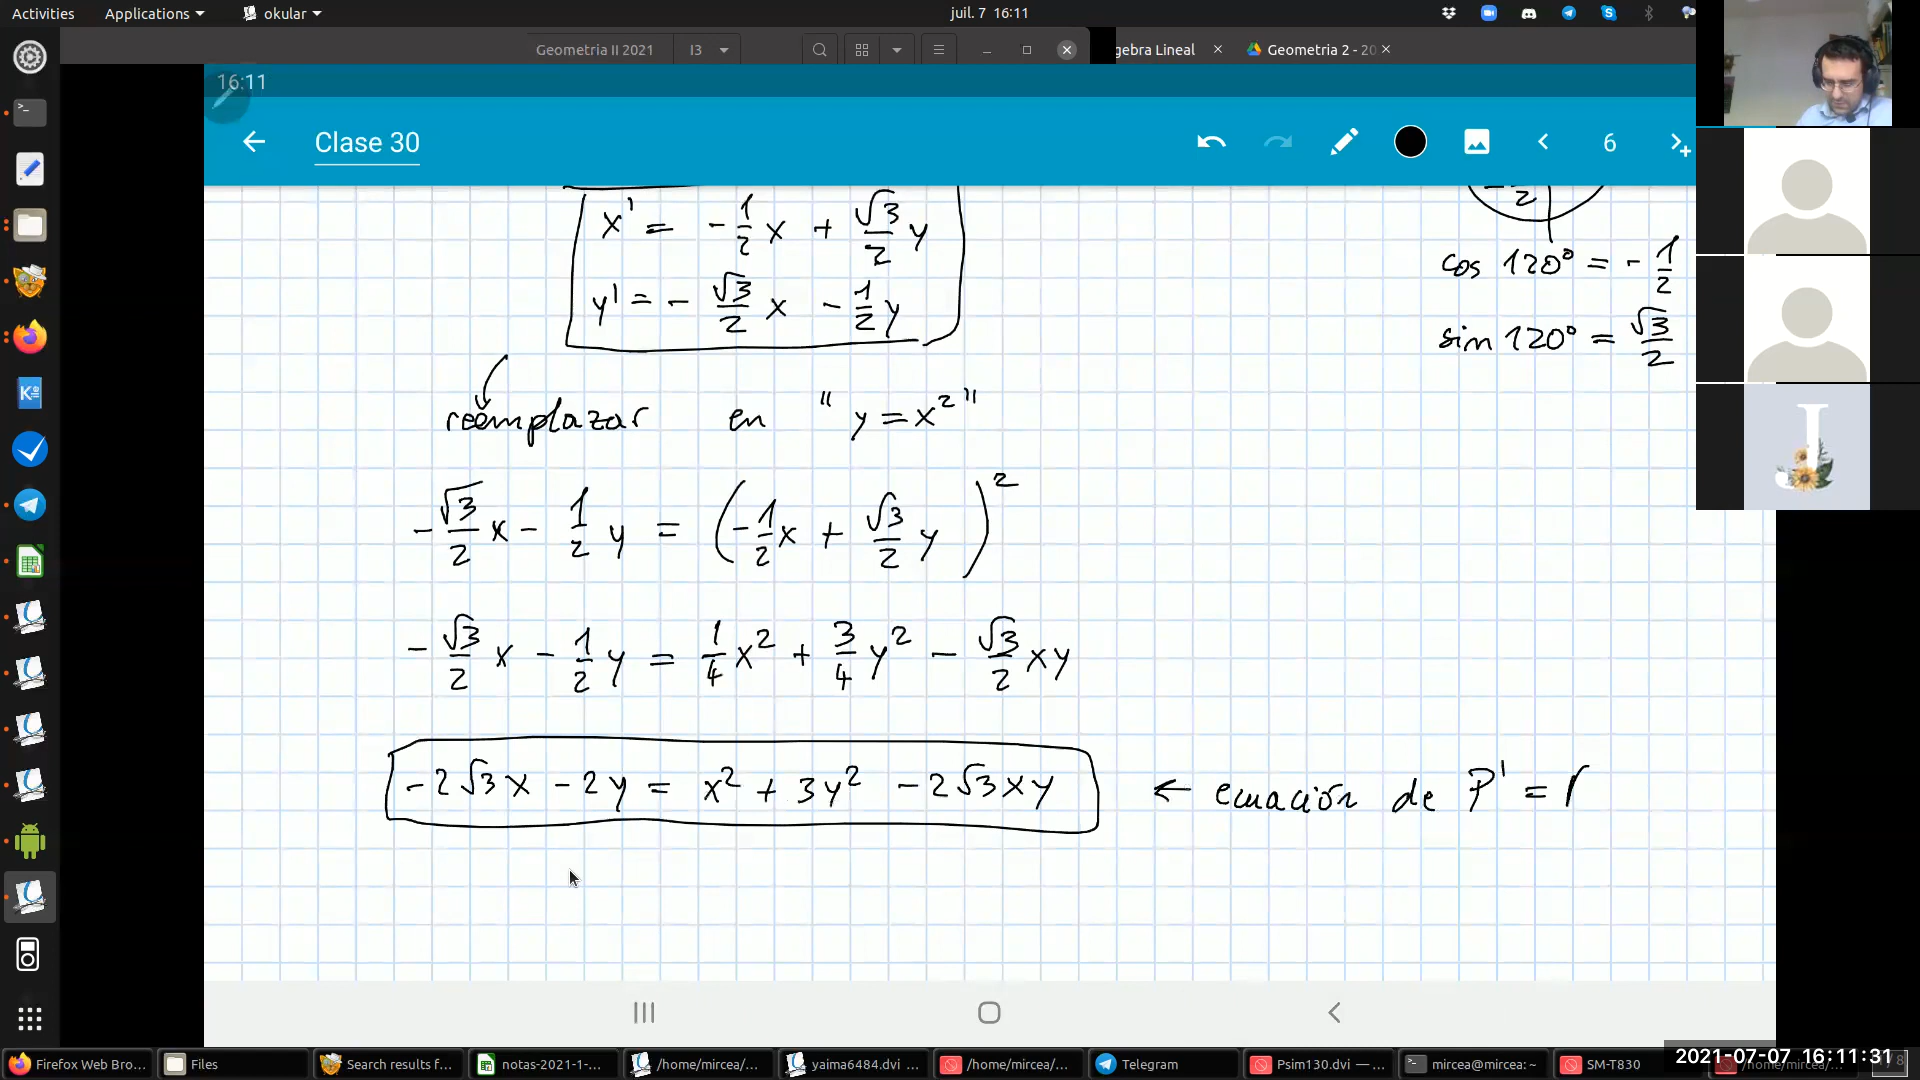 Activities Applications okular juil. 7 16:11
Geometria II 2021 I3 gebra Lineal Geometria 2 - 20
16:11
Clase 30 6
x' = - 1/2 x + √3/2 y
y' = - √3/2 x - 1/2 y
2
cos 120° = - 1/2
sin 120° = √3/2
reemplazar en " y = x² "
- √3/2 x - 1/2 y = ( - 1/2 x + √3/2 y )²
- √3/2 x - 1/2 y = 1/4 x² + 3/4 y² - √3/2 xy
-2√3 x - 2y = x² + 3y² - 2√3 xy ← ecuación de P' = r
J
Firefox Web Bro... Files Search results f... notas-2021-1-... /home/mircea/... yaima6484.dvi ... /home/mircea/... Telegram Psim130.dvi — ... mircea@mircea: ~ SM-T830 /home/mircea/...
2021-07-07 16:11:31